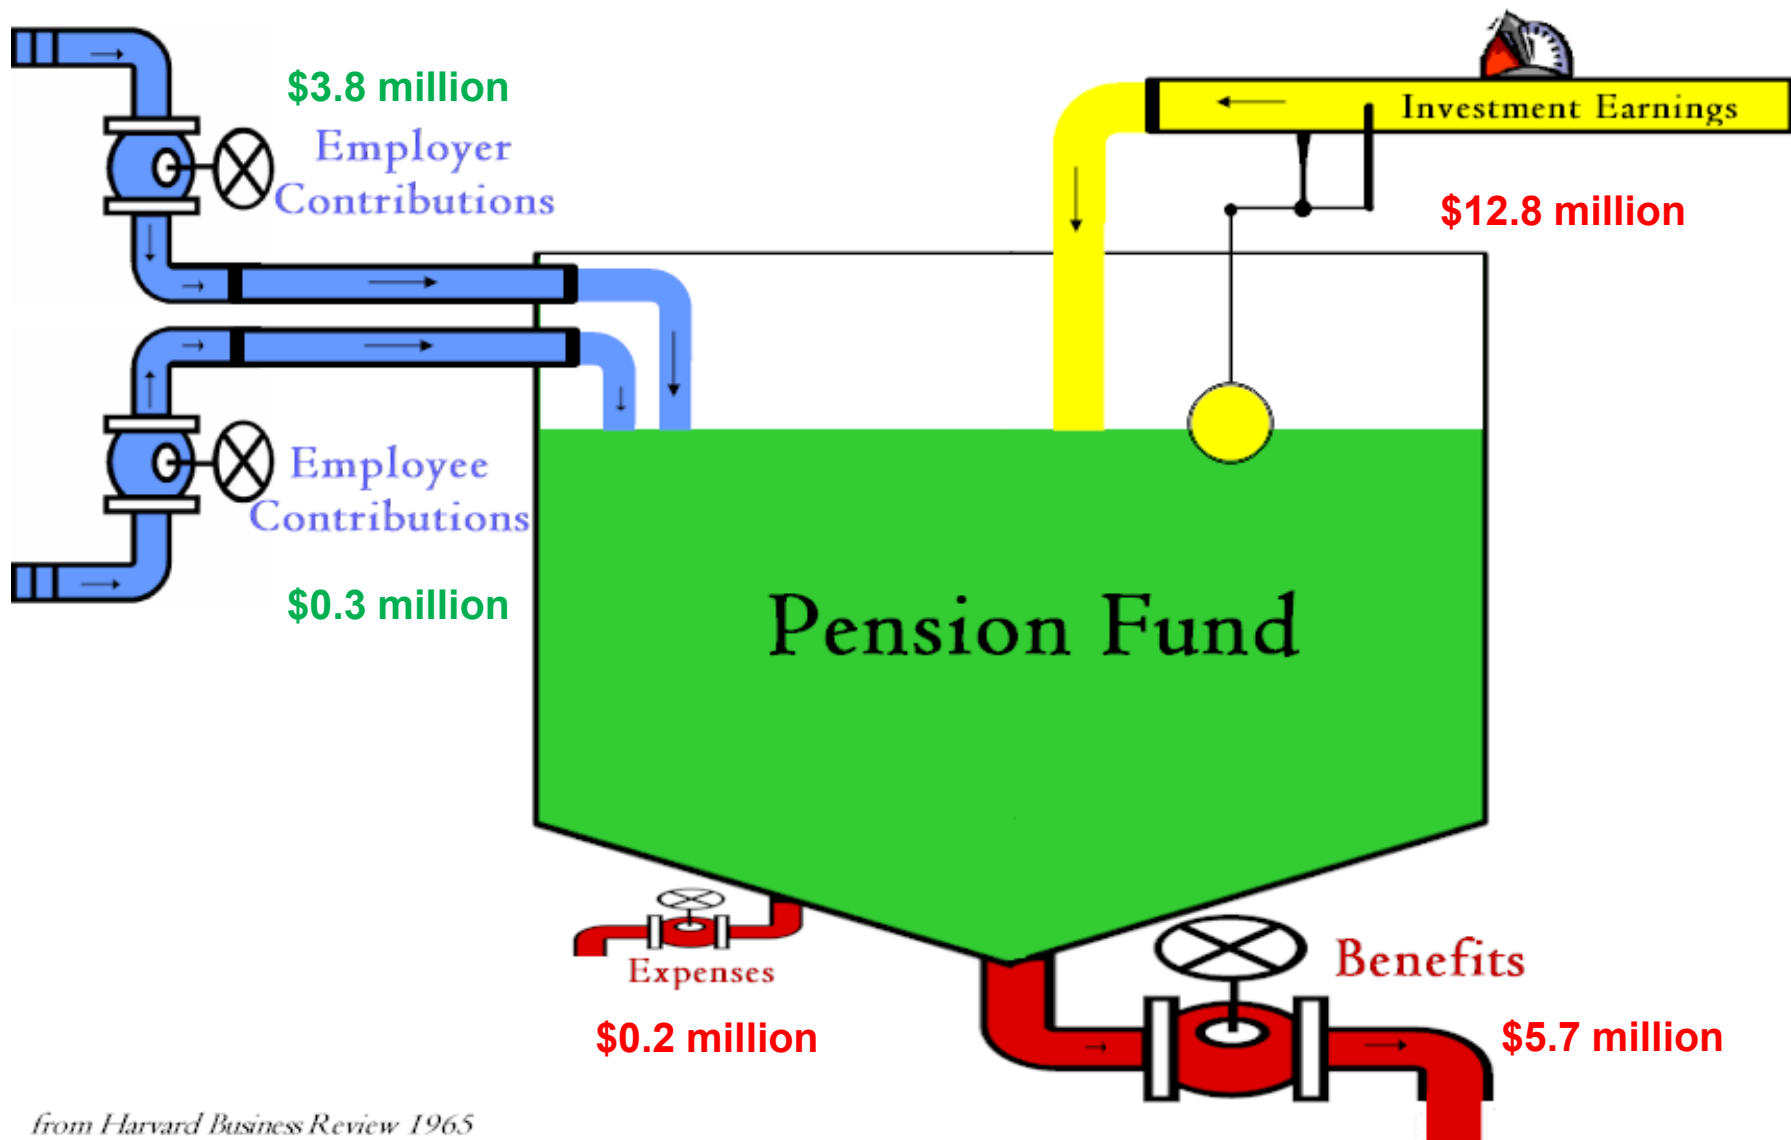 $3.8 million
Employer
Contributions
Investment Earnings
$12.8 million
Employee
Contributions
$0.3 million
Pension Fund
Expenses
$0.2 million
Benefits
$5.7 million
from Harvard Business Review 1965